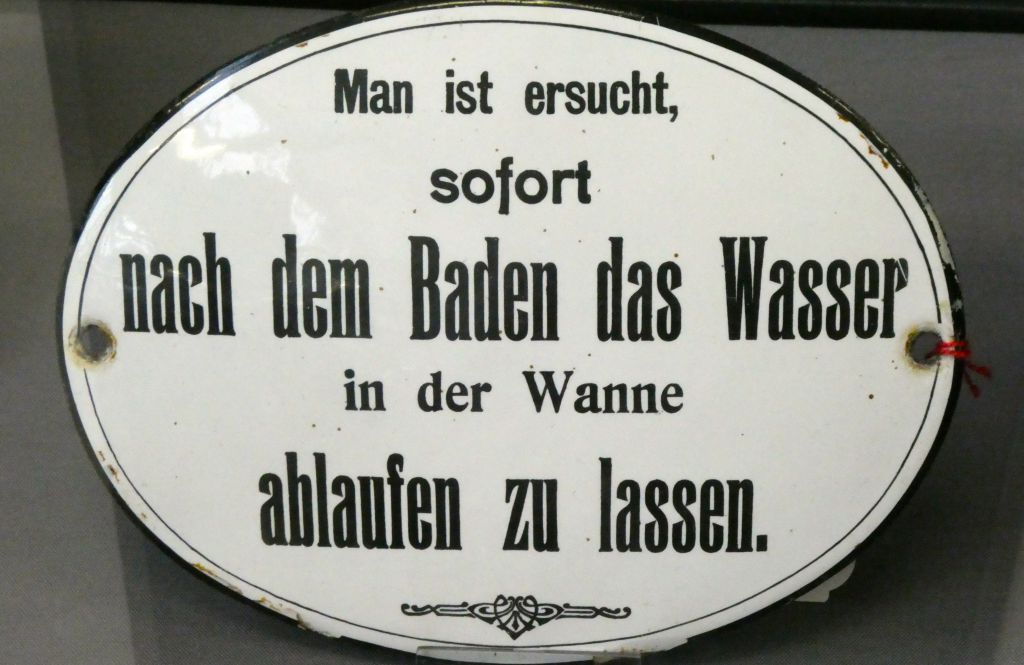 Man ist ersucht,
sofort
nach dem Baden das Wasser
in der Wanne
ablaufen zu lassen.